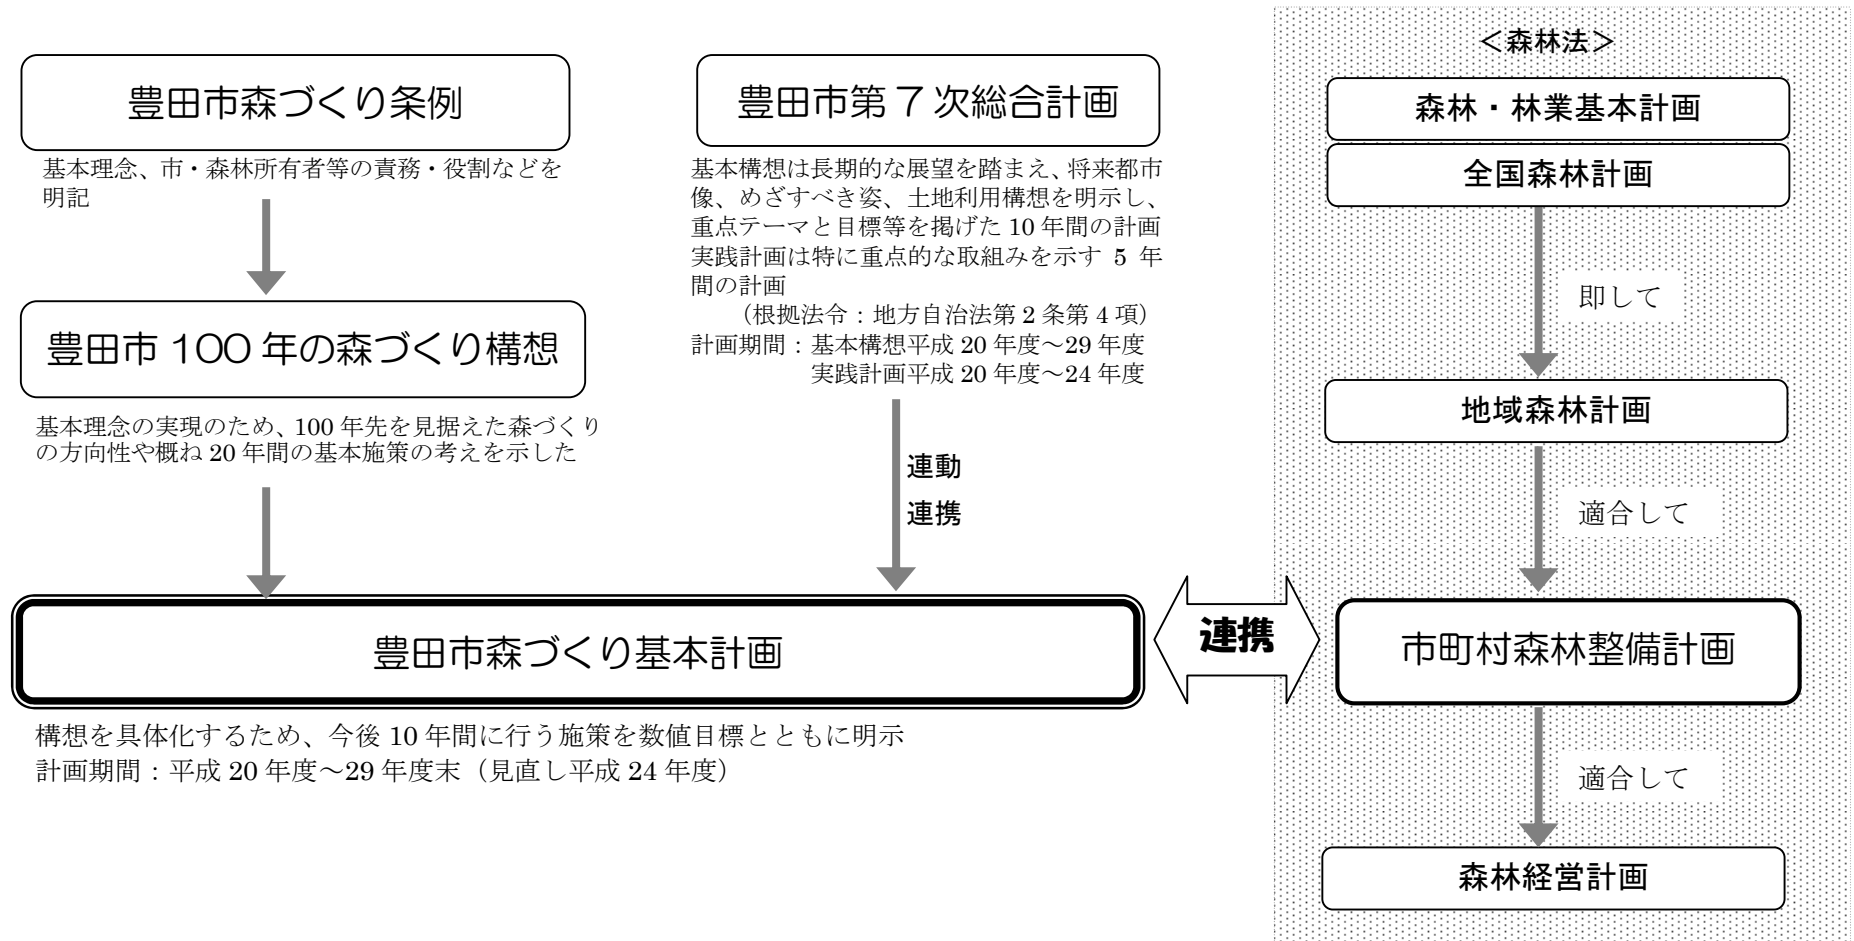 豊田市森づくり条例
基本理念、市・森林所有者等の責務・役割などを
明記
豊田市 100 年の森づくり構想
基本理念の実現のため、100 年先を見据えた森づくり
の方向性や概ね 20 年間の基本施策の考えを示した
豊田市第 7 次総合計画
基本構想は長期的な展望を踏まえ、将来都市
像、めざすべき姿、土地利用構想を明示し、
重点テーマと目標等を掲げた 10 年間の計画
実践計画は特に重点的な取組みを示す 5 年
間の計画
(根拠法令：地方自治法第 2 条第 4 項)
計画期間：基本構想平成 20 年度～29 年度
実践計画平成 20 年度～24 年度
連動
連携
豊田市森づくり基本計画
構想を具体化するため、今後 10 年間に行う施策を数値目標とともに明示
計画期間：平成 20 年度～29 年度末（見直し平成 24 年度）
連携
＜森林法＞
森林・林業基本計画
全国森林計画
即して
地域森林計画
適合して
市町村森林整備計画
適合して
森林経営計画